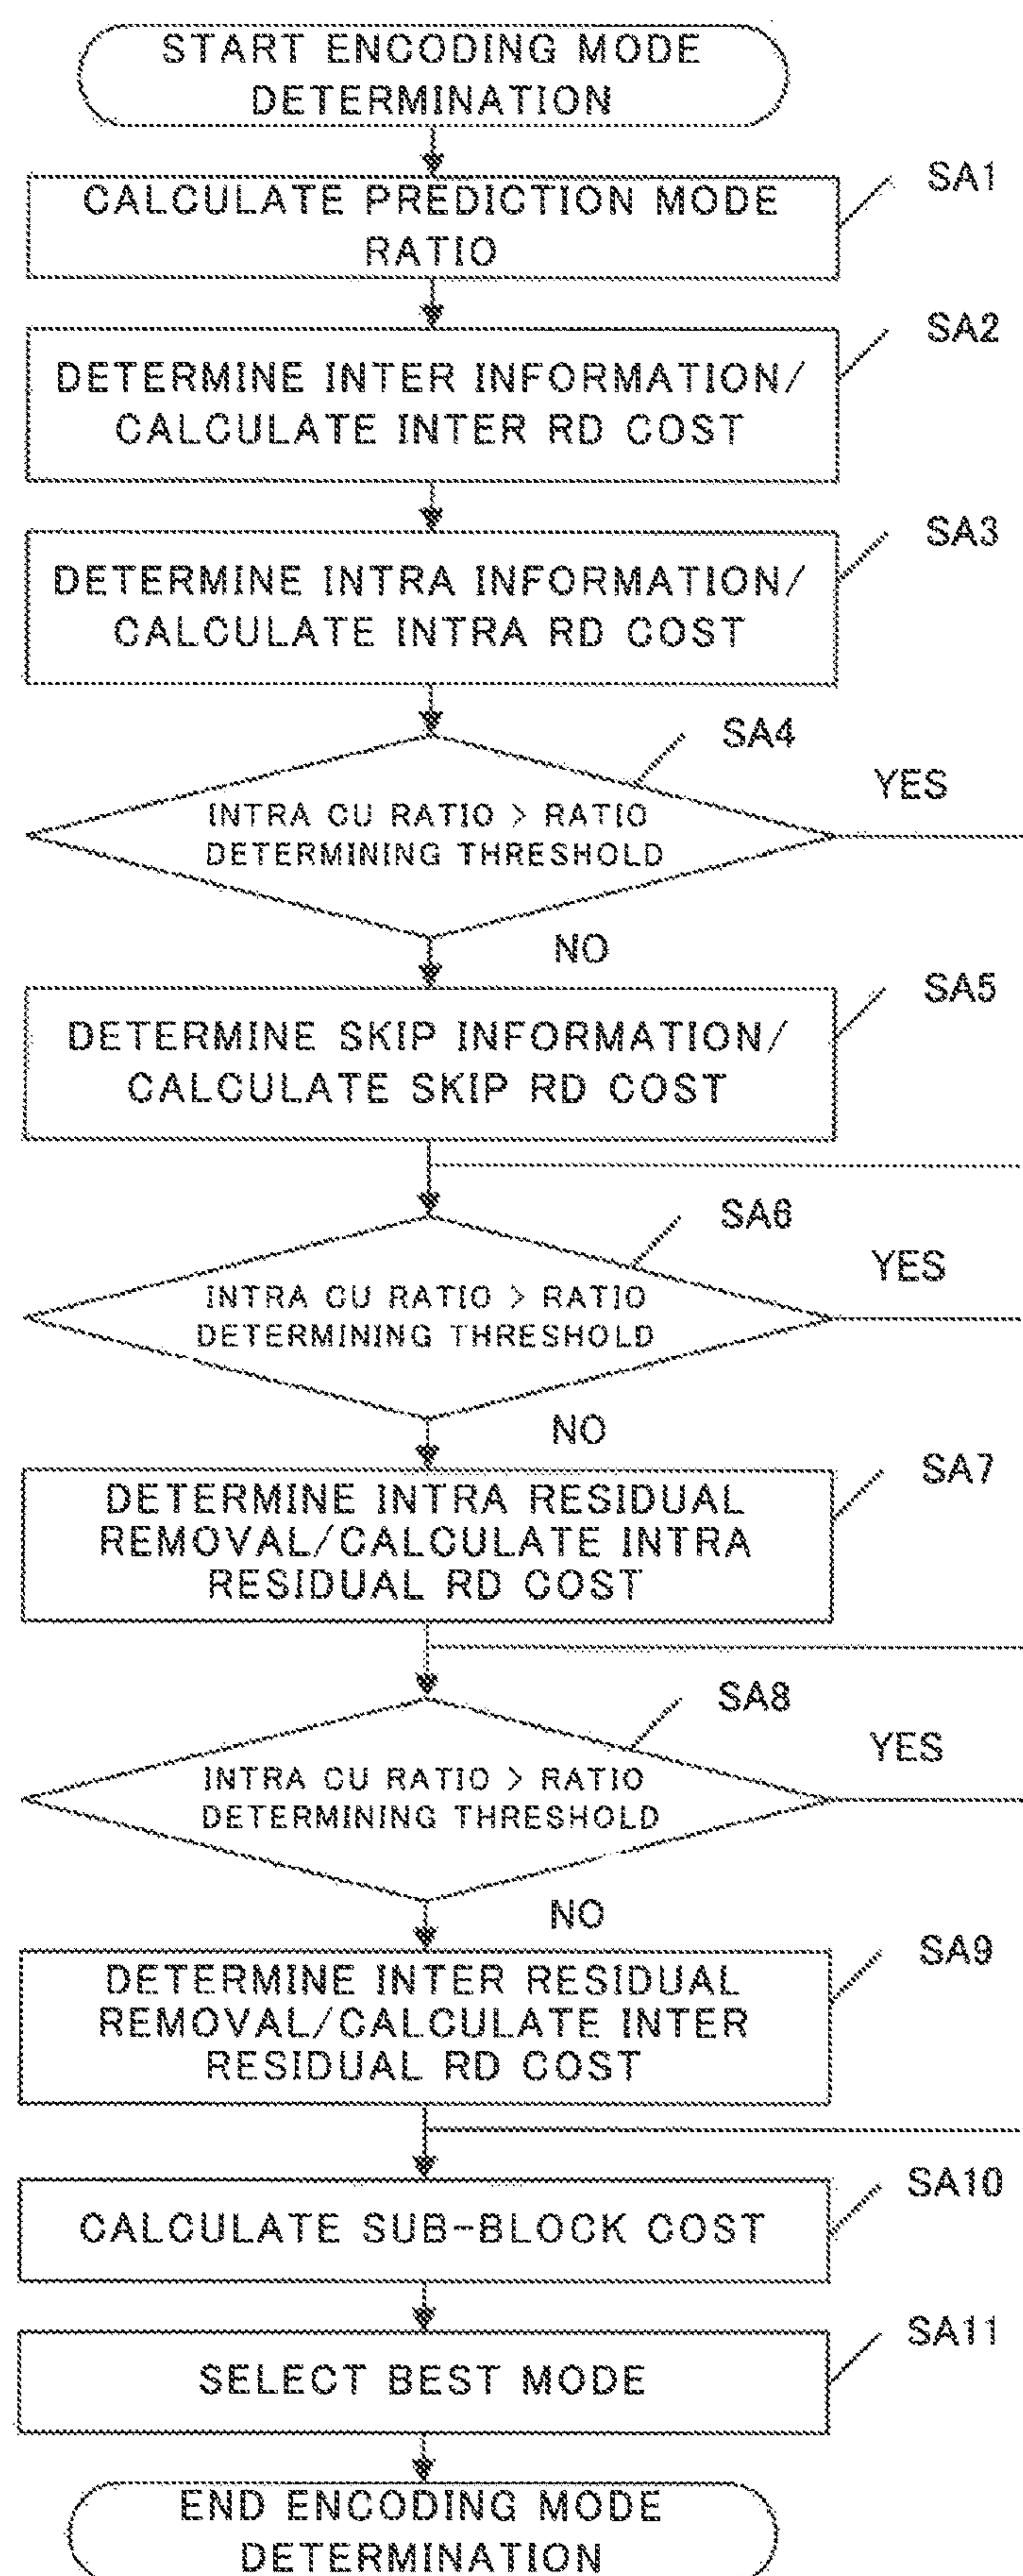 START ENCODING MODE
DETERMINATION
SA1
CALCULATE PREDICTION MODE
RATIO
SA2
DETERMINE INTER INFORMATION/
CALCULATE INTER RD COST
SA3
DETERMINE INTRA INFORMATION/
CALCULATE INTRA RD COST
SA4
YES
INTRA CU RATIO > RATIO
DETERMINING THRESHOLD
NO
SA5
DETERMINE SKIP INFORMATION/
CALCULATE SKIP RD COST
SA6
YES
INTRA CU RATIO > RATIO
DETERMINING THRESHOLD
NO
SA7
DETERMINE INTRA RESIDUAL
REMOVAL/CALCULATE INTRA
RESIDUAL RD COST
SA8
YES
INTRA CU RATIO > RATIO
DETERMINING THRESHOLD
NO
SA9
DETERMINE INTER RESIDUAL
REMOVAL/CALCULATE INTER
RESIDUAL RD COST
SA10
CALCULATE SUB-BLOCK COST
SA11
SELECT BEST MODE
END ENCODING MODE
DETERMINATION